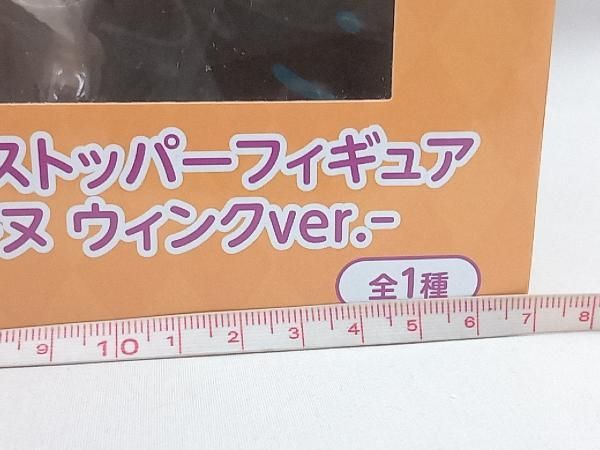 ストッパーフィギュア
ヌ ウィンクver.-
全1種
9 10 1 2 3 4 5 6 7 8